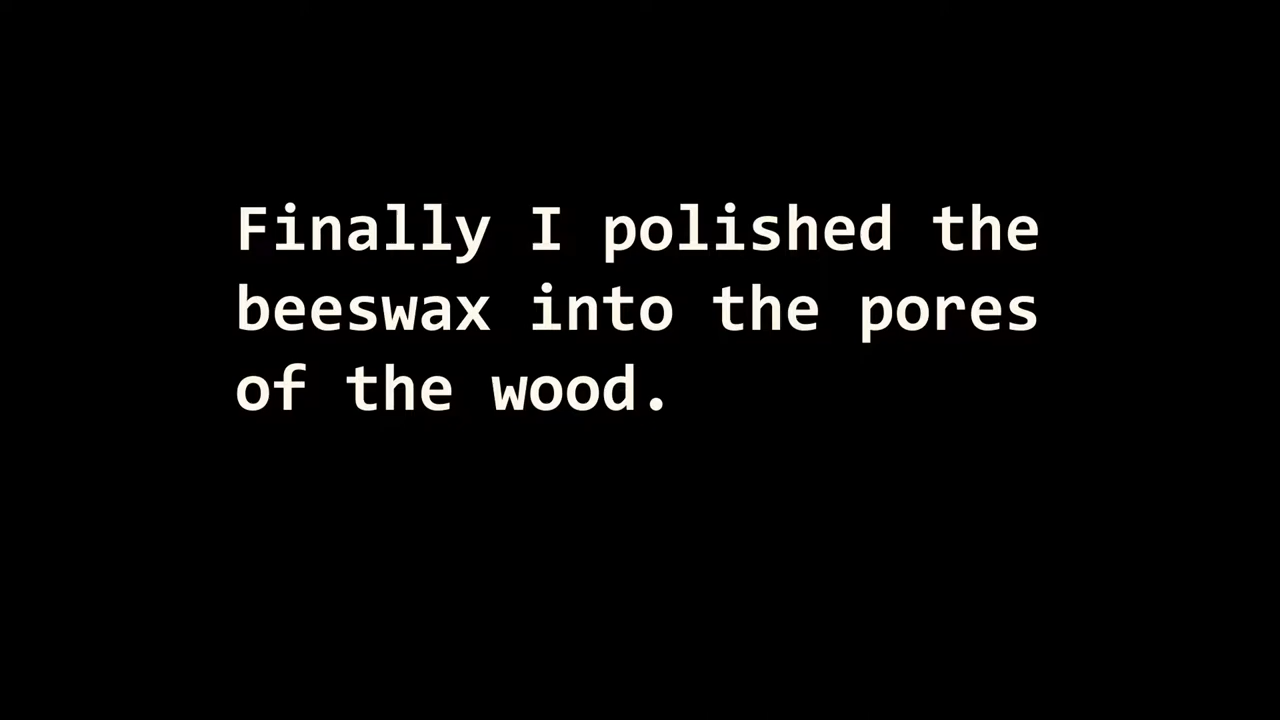 Finally I polished the
beeswax into the pores
of the wood.